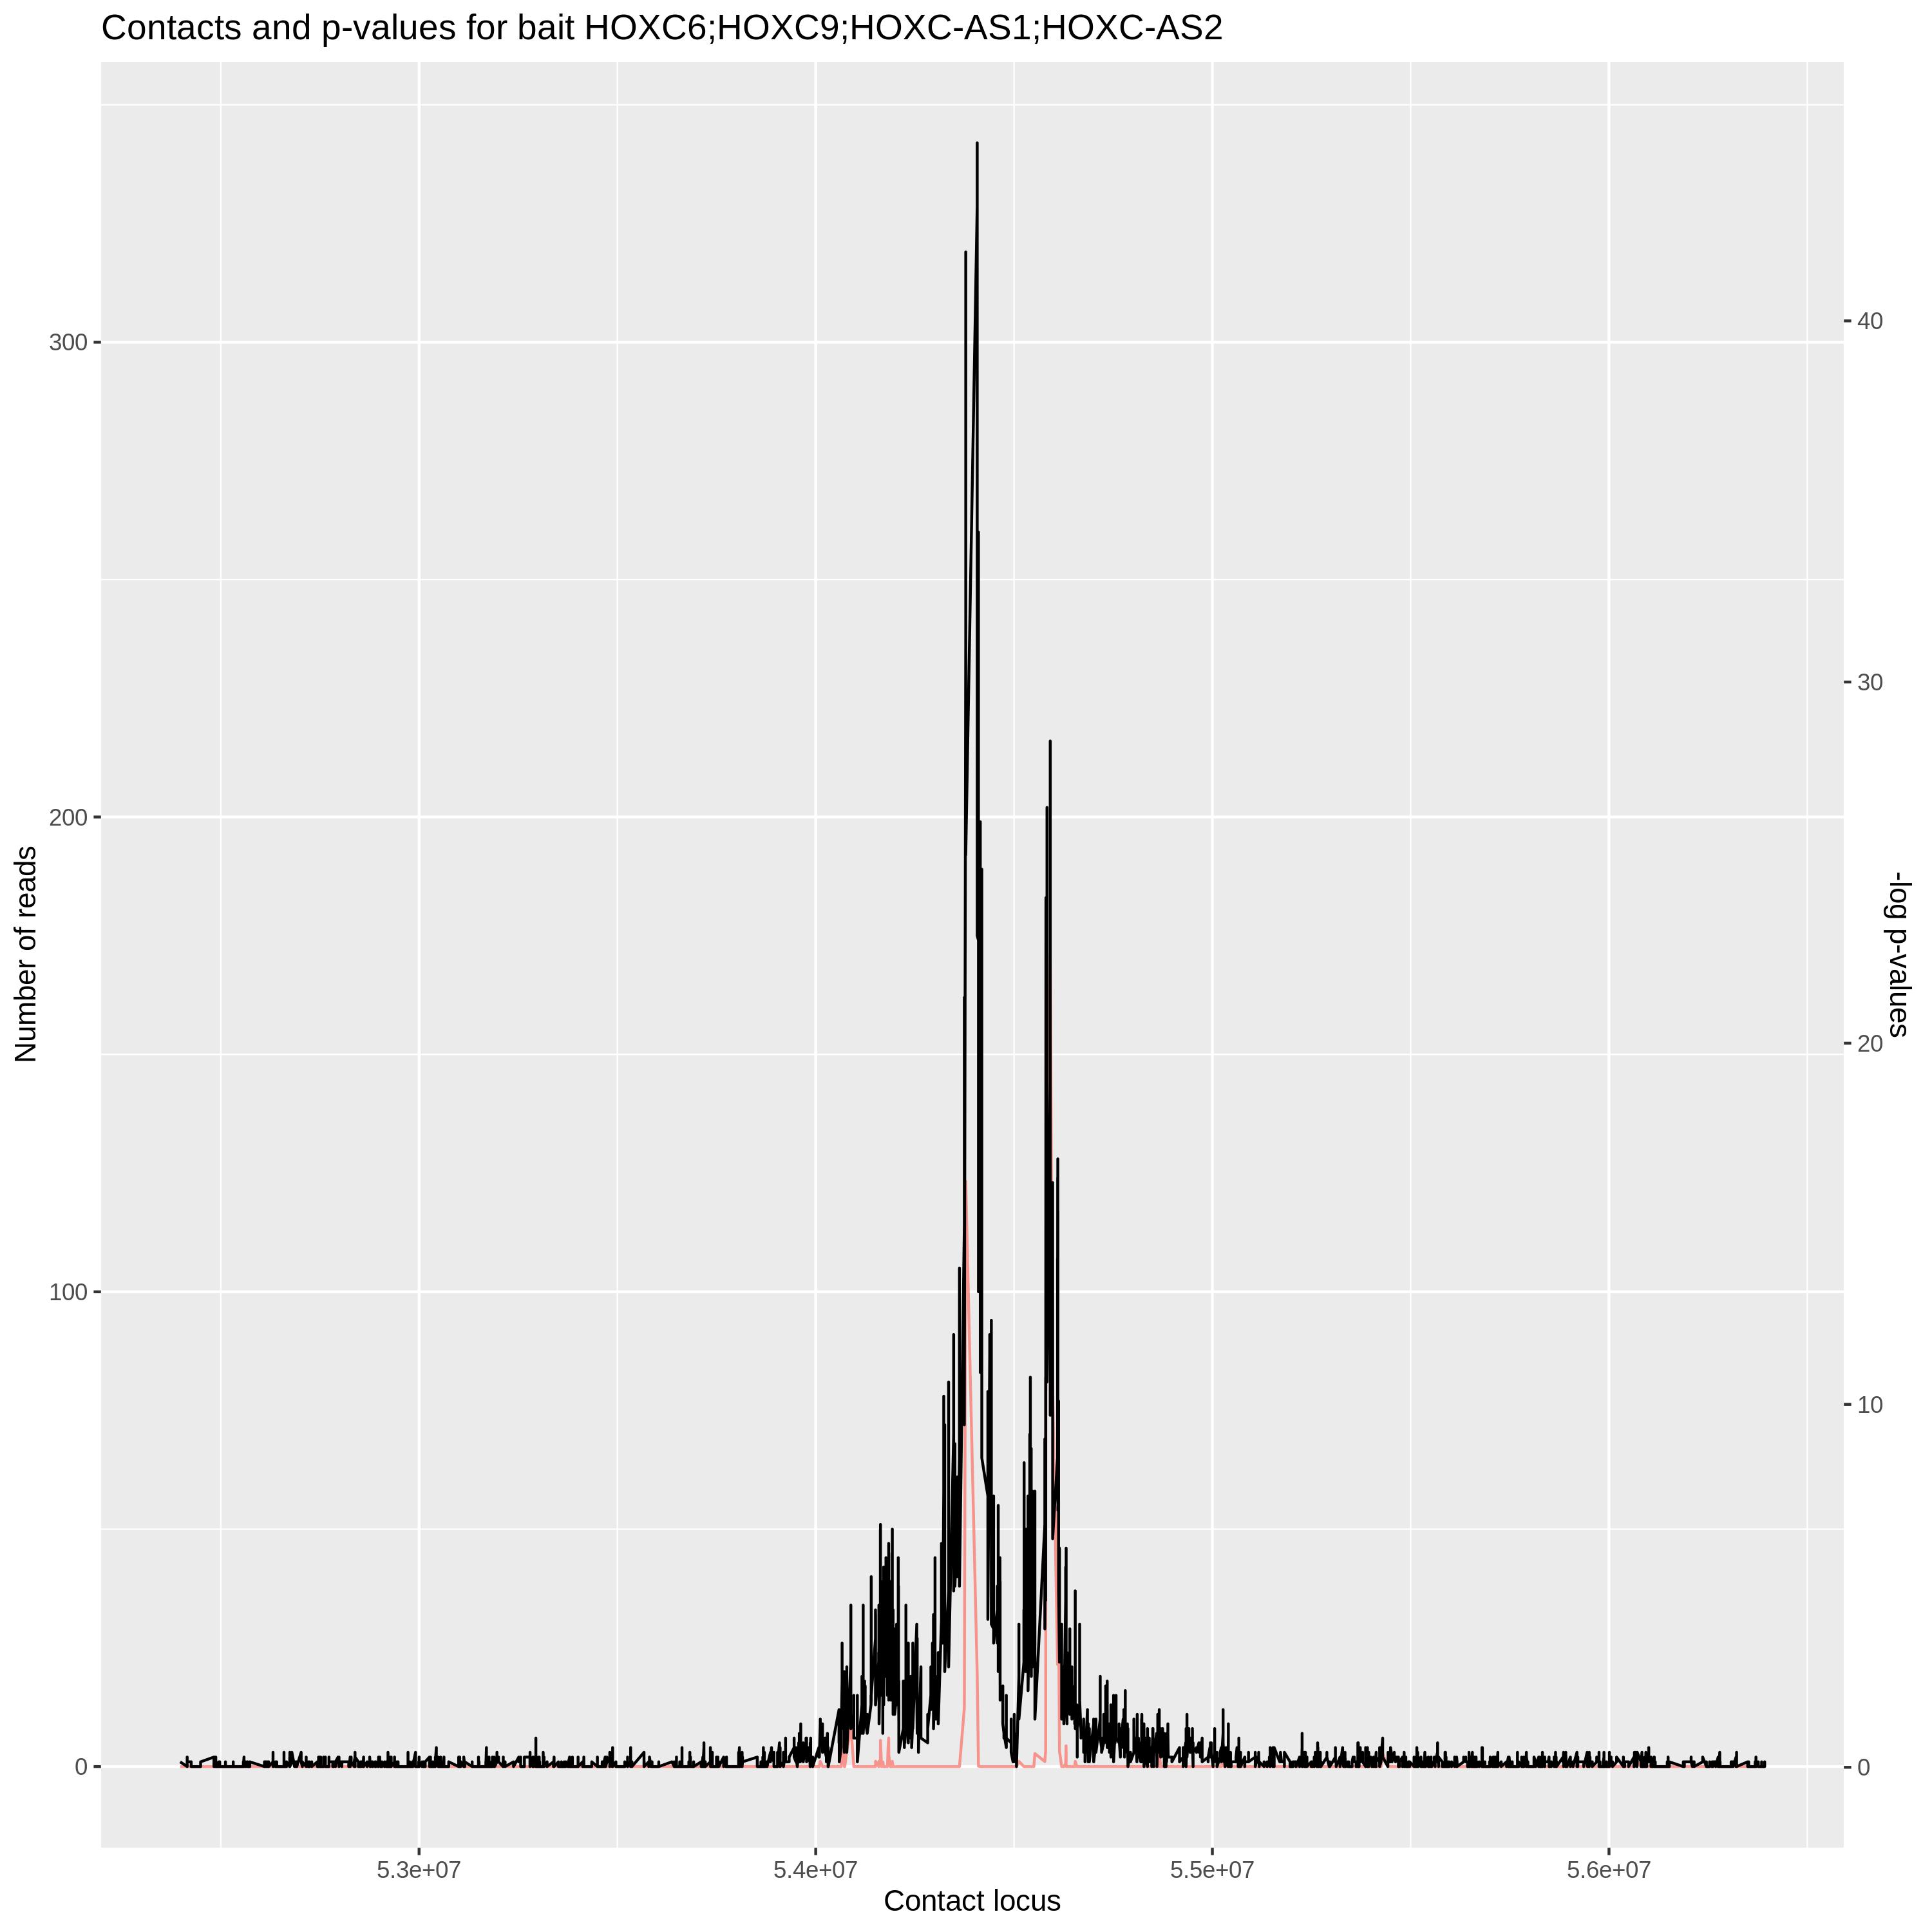 Contacts and p-values for bait HOXC6;HOXC9;HOXC-AS1;HOXC-AS2
300
200
100
0
Number of reads
40
30
20
10
0
-log p-values
5.3e+07
5.4e+07
5.5e+07
5.6e+07
Contact locus